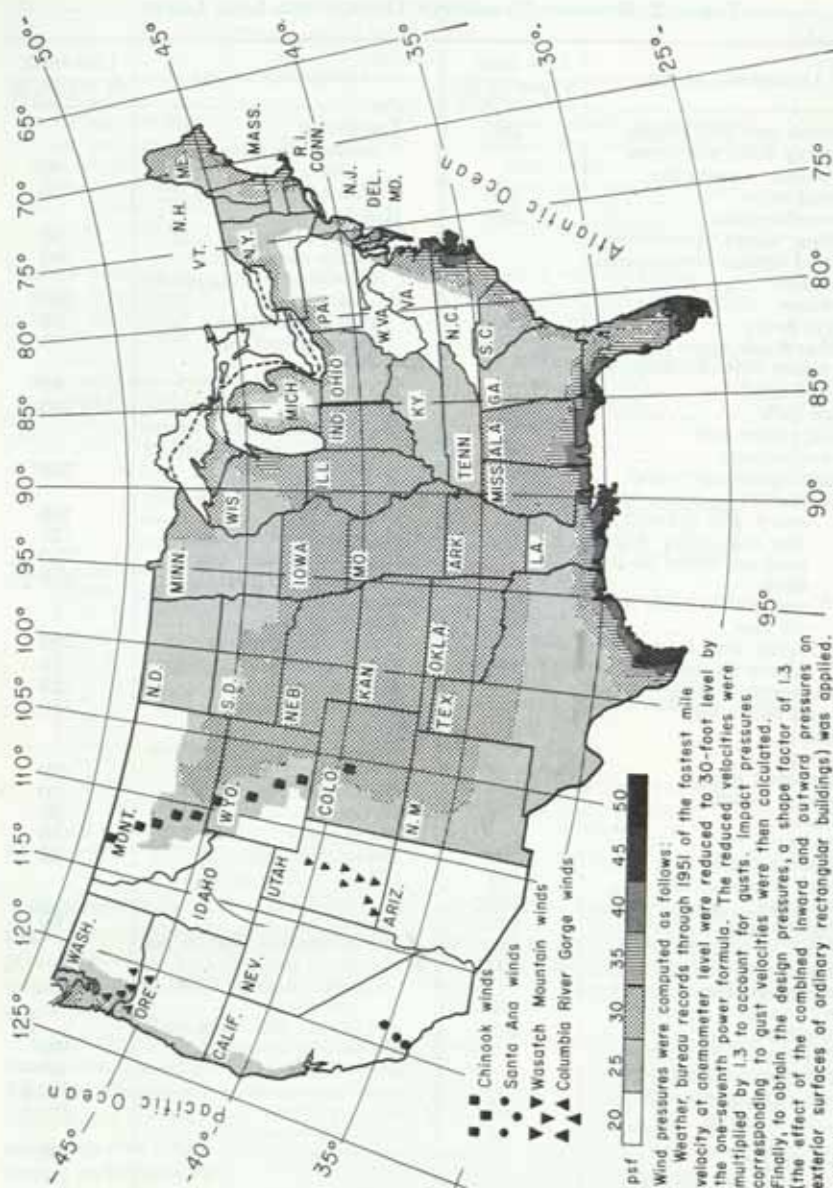 125°
120°
115°
110°
105°
100°
95°
90°
85°
80°
75°
70°
65°
50°
45°
40°
35°
30°
25°
Pacific Ocean
45°
40°
35°
WASH.
MONT.
N.D.
MINN.
ORE.
IDAHO
WYO.
S.D.
WIS
MICH.
N.Y.
VT.
N.H.
ME.
MASS.
R.I.
CONN.
N.J.
DEL.
MD.
CALIF.
NEV.
UTAH
COLO.
NEB
IOWA
ILL
IND
OHIO
PA.
W.VA.
VA.
ARIZ.
N.M
KAN
MO
KY.
N.C.
OKLA
ARK
TENN
S.C.
TEX.
LA.
MISS
ALA
GA.
Atlantic Ocean
95°
90°
85°
80°
75°
Chinook winds
Santa Ana winds
Wasatch Mountain winds
Columbia River Gorge winds
psf 20 25 30 35 40 45 50
Wind pressures were computed as follows:
Weather, bureau records through 1951 of the fastest mile
velocity at anemometer level were reduced to 30-foot level by
the one-seventh power formula. The reduced velocities were
multiplied by 1.3 to account for gusts. Impact pressures
corresponding to gust velocities were then calculated.
Finally, to obtain the design pressures, a shape factor of 1.3
(the effect of the combined inward and outward pressures on
exterior surfaces of ordinary rectangular buildings) was applied.